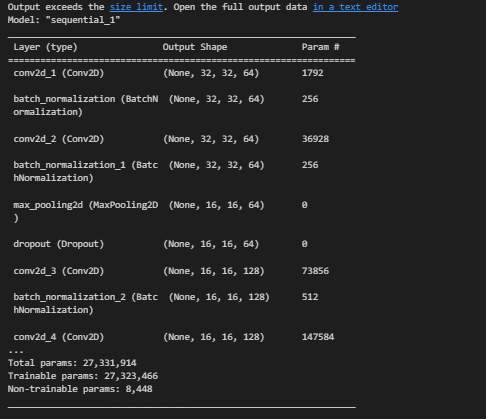 Output exceeds the size limit. Open the full output data in a text editor
Model: "sequential_1"
_________________________________________________________________
Layer (type)                Output Shape              Param #
=================================================================
conv2d_1 (Conv2D)           (None, 32, 32, 64)        1792
batch_normalization (BatchN  (None, 32, 32, 64)       256
ormalization)
conv2d_2 (Conv2D)           (None, 32, 32, 64)        36928
batch_normalization_1 (Batc  (None, 32, 32, 64)       256
hNormalization)
max_pooling2d (MaxPooling2D  (None, 16, 16, 64)       0
)
dropout (Dropout)           (None, 16, 16, 64)        0
conv2d_3 (Conv2D)           (None, 16, 16, 128)       73856
batch_normalization_2 (Batc  (None, 16, 16, 128)      512
hNormalization)
conv2d_4 (Conv2D)           (None, 16, 16, 128)       147584
...
Total params: 27,331,914
Trainable params: 27,323,466
Non-trainable params: 8,448
_________________________________________________________________